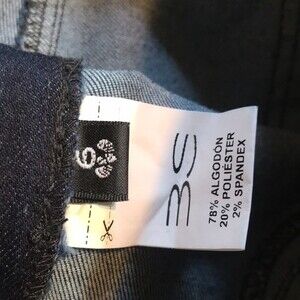 78% ALGODÓN
20% POLIÉSTER
2% SPANDEX